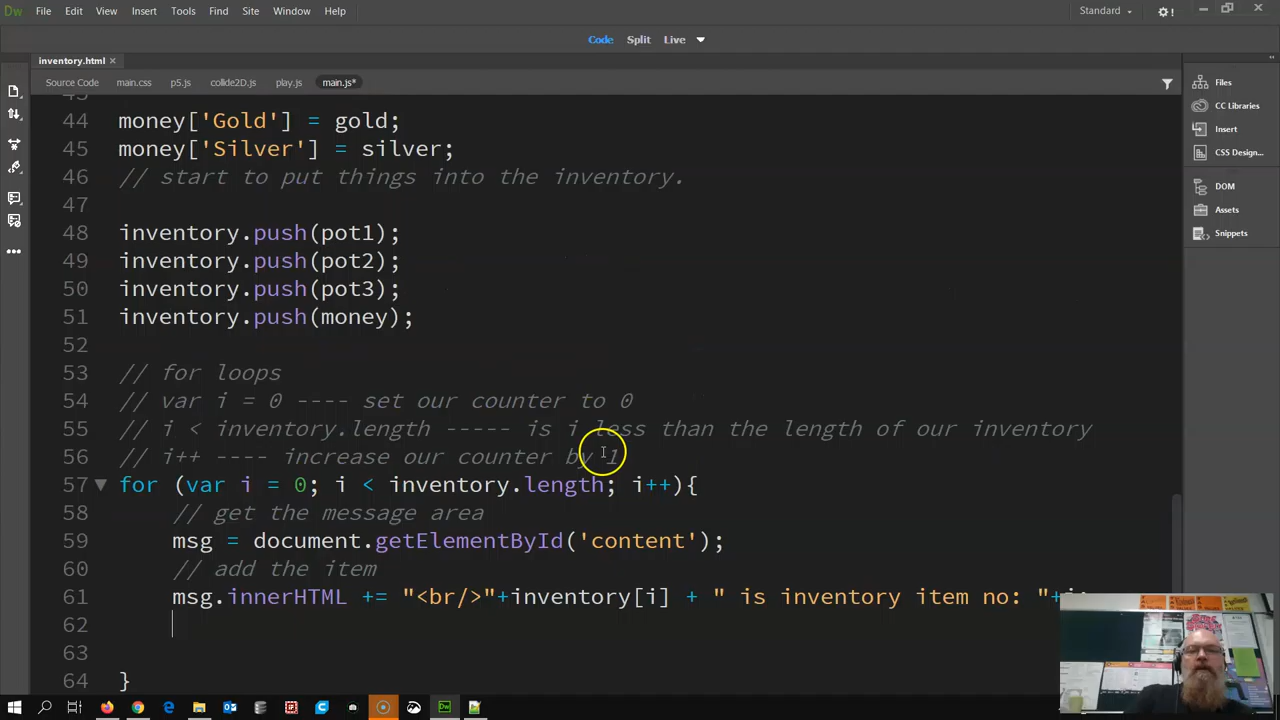 Dw File Edit View Insert Tools Find Site Window Help Standard
Code Split Live
inventory.html
Source Code main.css p5.js collide2D.js play.js main.js*
44 money['Gold'] = gold;
45 money['Silver'] = silver;
46 // start to put things into the inventory.
47
48 inventory.push(pot1);
49 inventory.push(pot2);
50 inventory.push(pot3);
51 inventory.push(money);
52
53 // for loops
54 // var i = 0 ---- set our counter to 0
55 // i < inventory.length ----- is i less than the length of our inventory
56 // i++ ---- increase our counter by 1
57 for (var i = 0; i < inventory.length; i++){
58 // get the message area
59 msg = document.getElementById('content');
60 // add the item
61 msg.innerHTML += "<br/>"+inventory[i] + " is inventory item no: "+i;
62
63
64 }
Files
CC Libraries
Insert
CSS Design...
DOM
Assets
Snippets
Dw